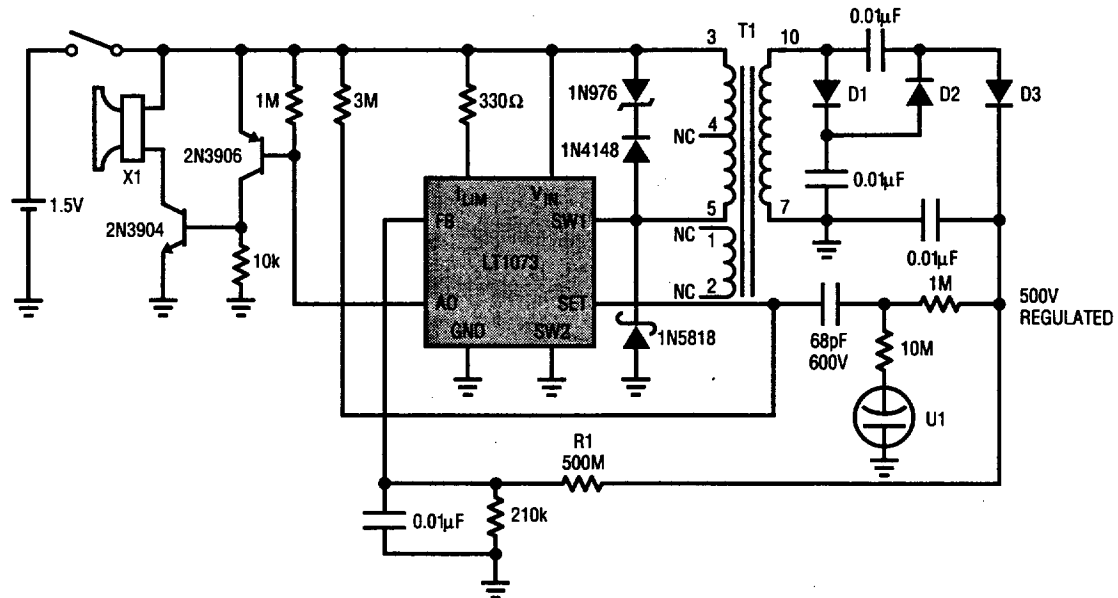 0.01µF
T1
3
10
1M
3M
330Ω
1N976
D1
D2
D3
NC
4
2N3906
1N4148
X1
0.01µF
1.5V
I LIM
V IN
5
7
FB
SW1
NC
1
2N3904
10k
LT1073
0.01µF
NC
2
1M
AO
SET
500V
REGULATED
GND
SW2
1N5818
68pF
600V
10M
U1
R1
500M
0.01µF
210k